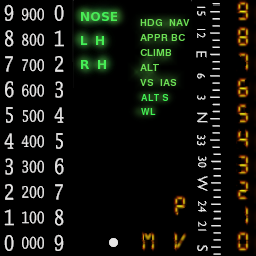 9 900 0
8 800 1
7 700 2
6 600 3
5 500 4
4 400 5
3 300 6
2 200 7
1 100 8
0 000 9
NOSE
L H
R H
HDG NAV
APPR BC
CLIMB
ALT
VS IAS
ALT S
WL
P
M V
S 21 24 W 30 33 N 3 6 E 12 15
9
8
7
6
5
4
3
2
1
0